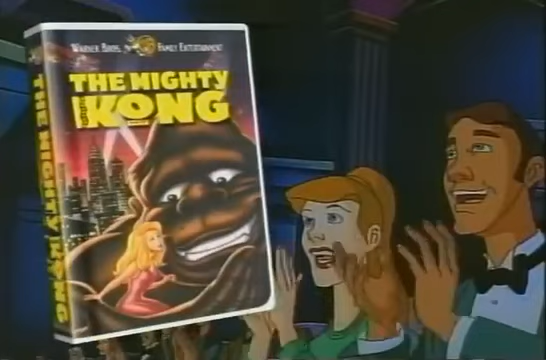 WARNER BROS. FAMILY ENTERTAINMENT
THE MIGHTY
KONG
THE MIGHTY KONG